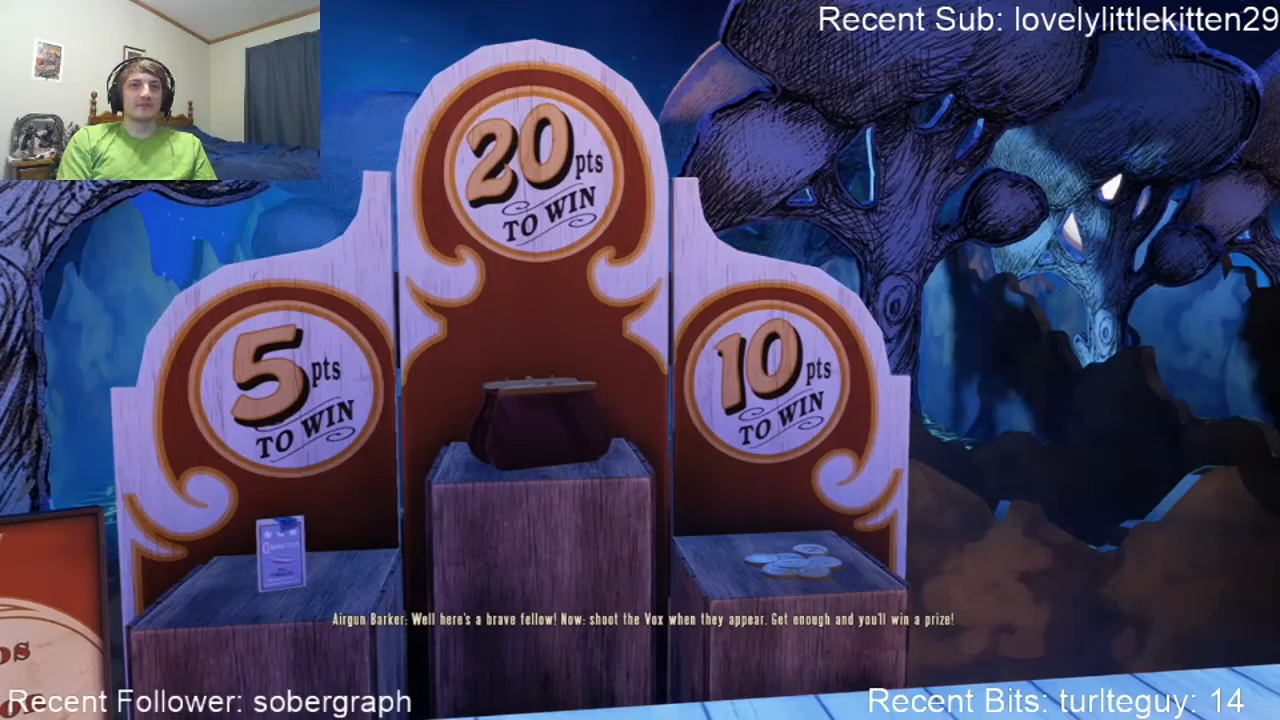 Recent Sub: lovelylittlekitten29
20 pts
TO WIN
5 pts
TO WIN
10 pts
TO WIN
Airgun Barker: Well here's a brave fellow! Now: shoot the Vox when they appear. Get enough and you'll win a prize!
Recent Follower: sobergraph
Recent Bits: turlteguy: 14